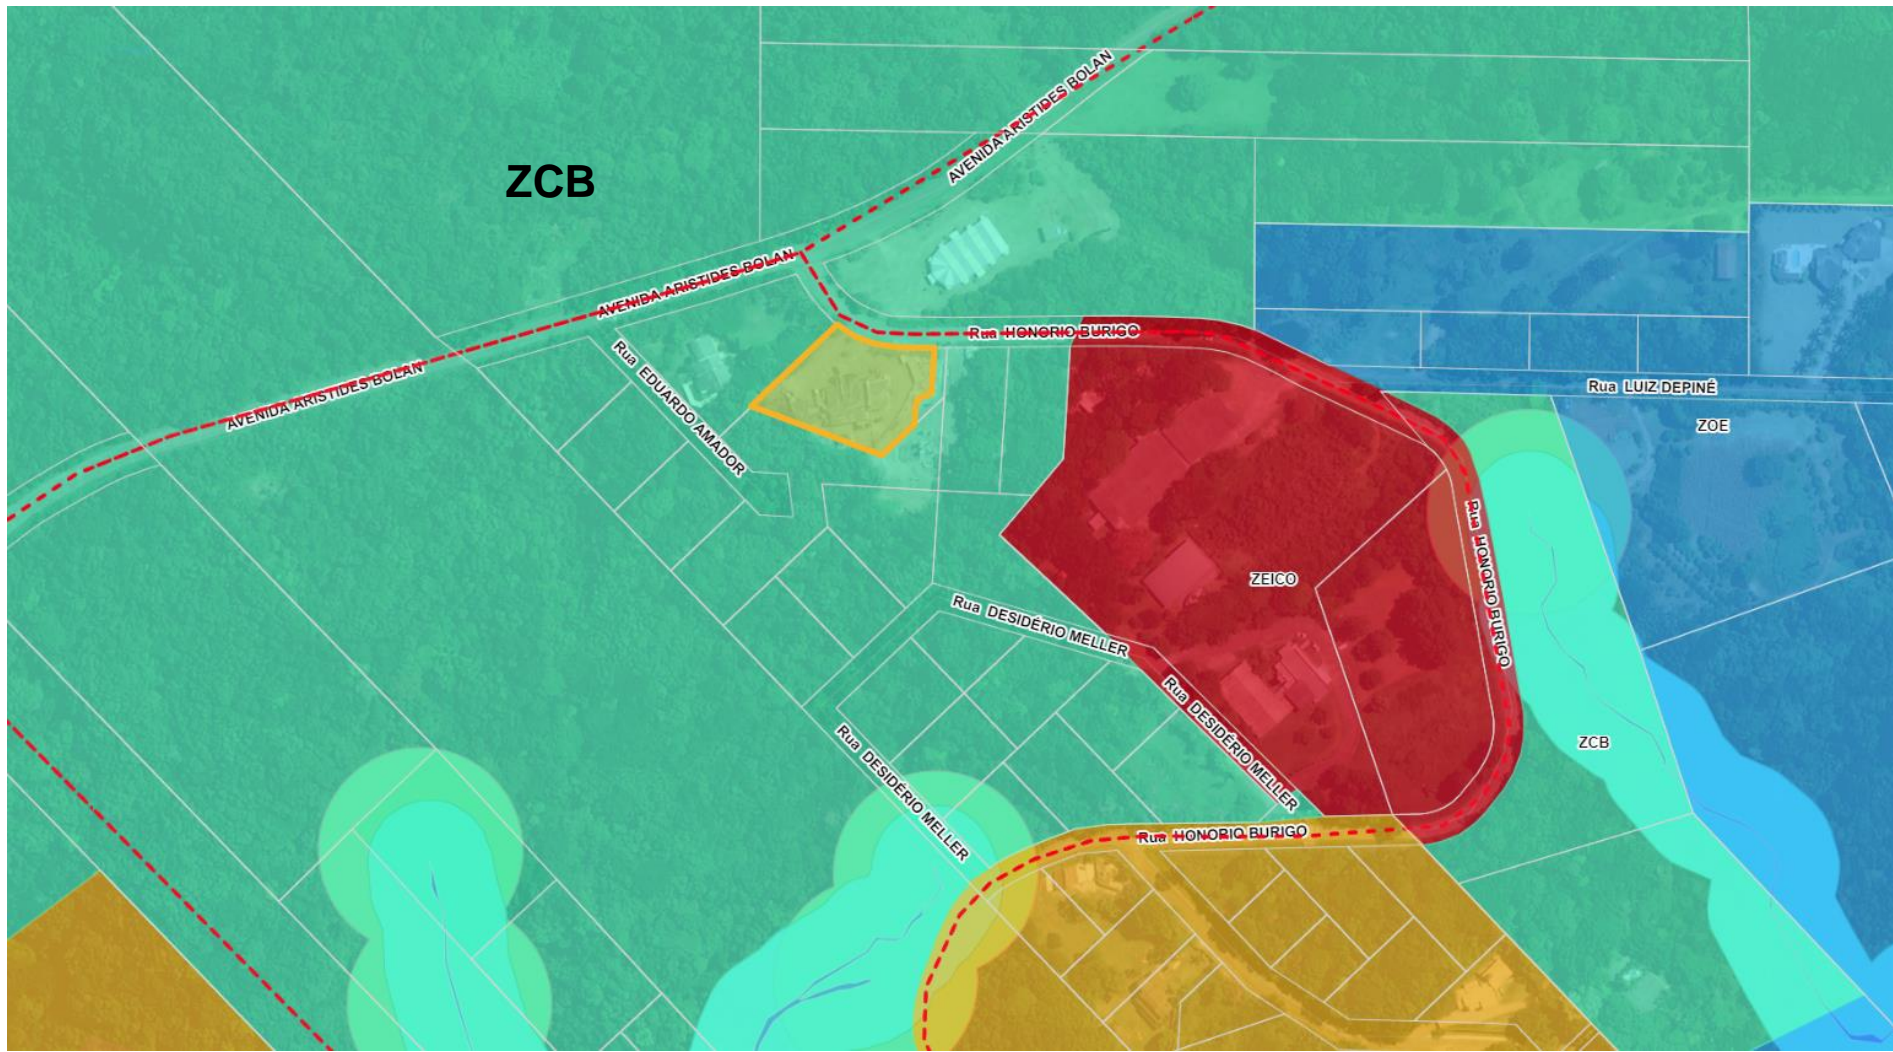 AVENIDA ARISTIDES BOLAN
ZCB
AVENIDA ARISTIDES BOLAN
AVENIDA ARISTIDES BOLAN
Rua HONORIO BURIGO
Rua EDUARDO AMADOR
Rua LUIZ DEPINÉ
ZOE
Rua HONORIO BURIGO
ZEICO
Rua DESIDÉRIO MELLER
Rua DESIDÉRIO MELLER
ZCB
Rua DESIDÉRIO MELLER
Rua HONORIO BURIGO